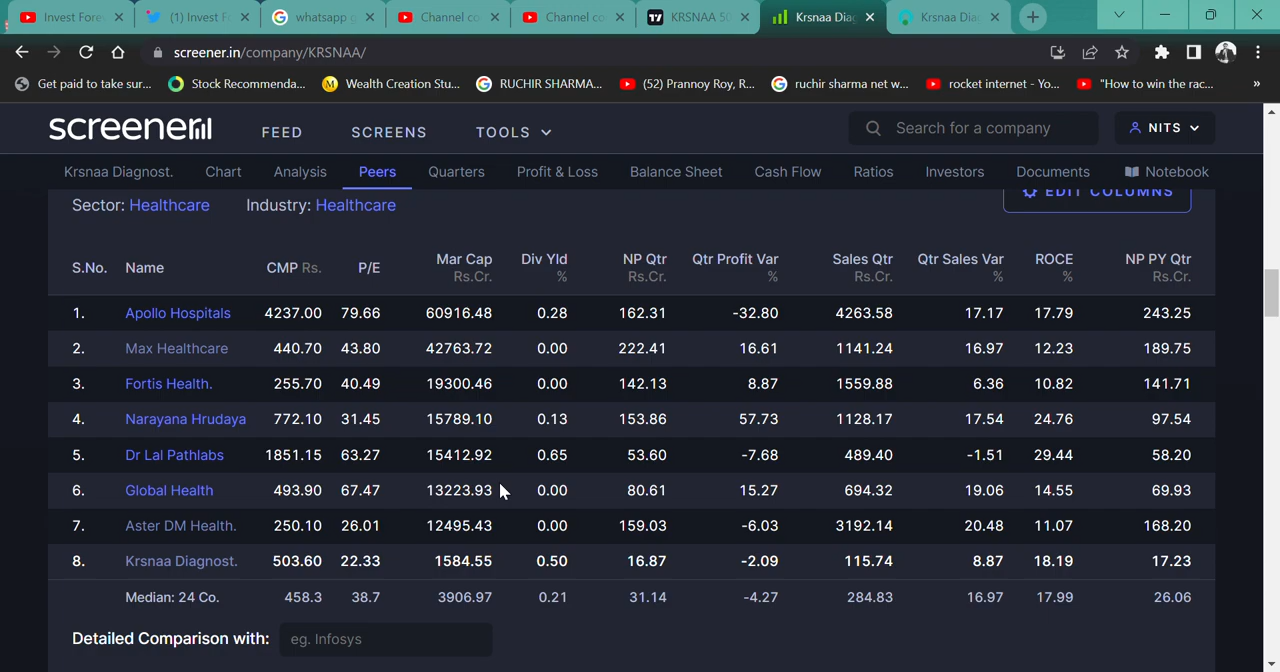 Invest Fores
(1) Invest F
whatsapp g
Channel co
Channel co
KRSNAA 50
Krsnaa Diag
Krsnaa Dia
screener.in/company/KRSNAA/
Get paid to take sur...
Stock Recommenda...
Wealth Creation Stu...
RUCHIR SHARMA...
(52) Prannoy Roy, R...
ruchir sharma net w...
rocket internet - Yo...
"How to win the rac...
»
screener
FEED
SCREENS
TOOLS
Search for a company
NITS
Krsnaa Diagnost. Chart Analysis Peers Quarters Profit & Loss Balance Sheet Cash Flow Ratios Investors Documents Notebook
Sector: Healthcare Industry: Healthcare
EDIT COLUMNS
S.No. Name CMP Rs. P/E Mar Cap Rs.Cr. Div Yld % NP Qtr Rs.Cr. Qtr Profit Var % Sales Qtr Rs.Cr. Qtr Sales Var % ROCE % NP PY Qtr Rs.Cr.
1. Apollo Hospitals 4237.00 79.66 60916.48 0.28 162.31 -32.80 4263.58 17.17 17.79 243.25
2. Max Healthcare 440.70 43.80 42763.72 0.00 222.41 16.61 1141.24 16.97 12.23 189.75
3. Fortis Health. 255.70 40.49 19300.46 0.00 142.13 8.87 1559.88 6.36 10.82 141.71
4. Narayana Hrudaya 772.10 31.45 15789.10 0.13 153.86 57.73 1128.17 17.54 24.76 97.54
5. Dr Lal Pathlabs 1851.15 63.27 15412.92 0.65 53.60 -7.68 489.40 -1.51 29.44 58.20
6. Global Health 493.90 67.47 13223.93 0.00 80.61 15.27 694.32 19.06 14.55 69.93
7. Aster DM Health. 250.10 26.01 12495.43 0.00 159.03 -6.03 3192.14 20.48 11.07 168.20
8. Krsnaa Diagnost. 503.60 22.33 1584.55 0.50 16.87 -2.09 115.74 8.87 18.19 17.23
Median: 24 Co. 458.3 38.7 3906.97 0.21 31.14 -4.27 284.83 16.97 17.99 26.06
Detailed Comparison with: eg. Infosys